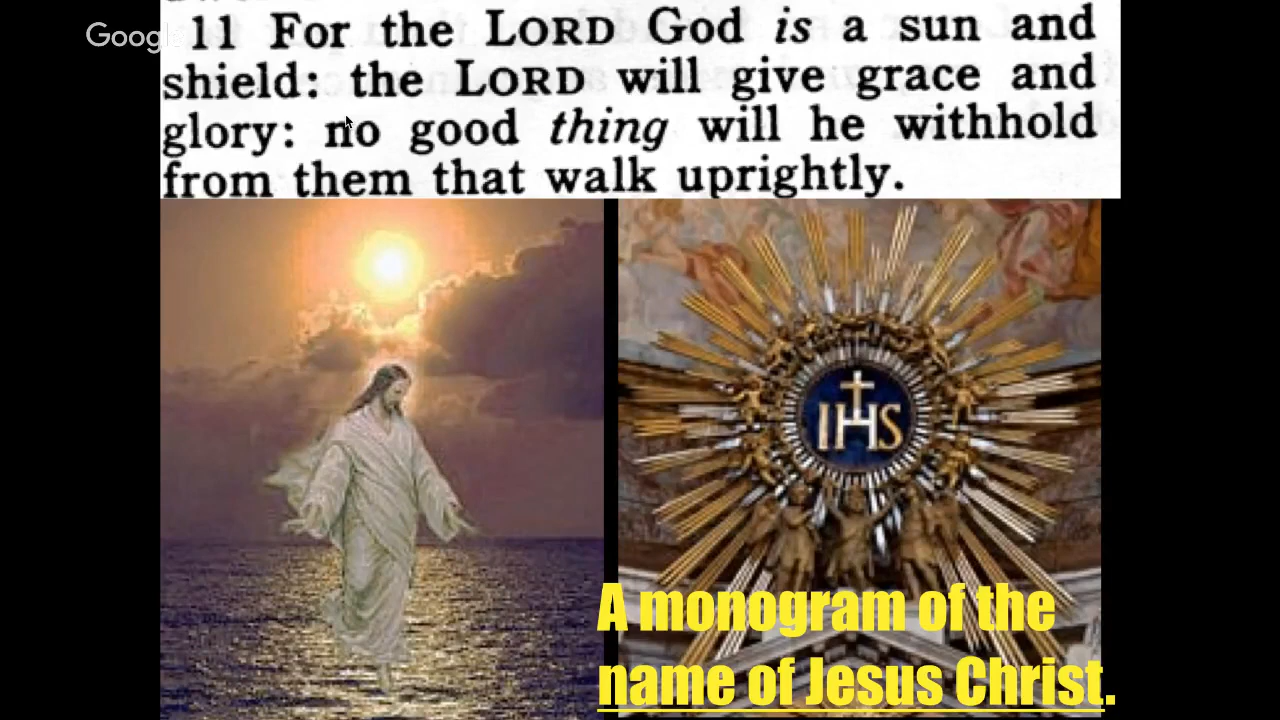 Google
11 For the LORD God is a sun and
shield: the LORD will give grace and
glory: no good thing will he withhold
from them that walk uprightly.
IHS
A monogram of the
name of Jesus Christ.